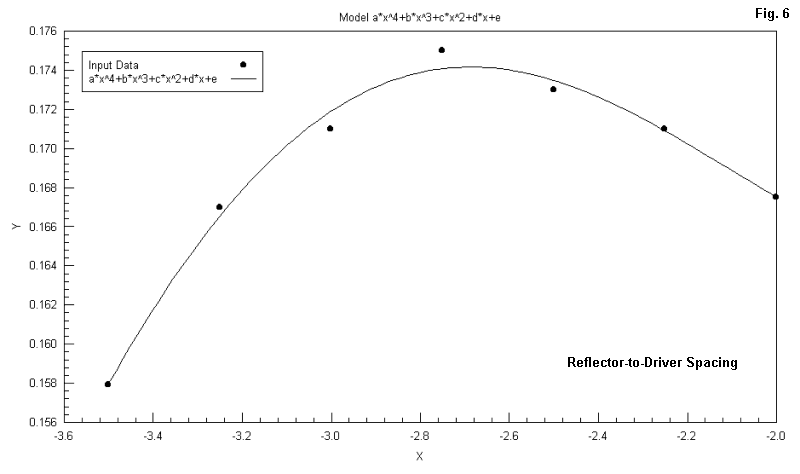 Model a*x^4+b*x^3+c*x^2+d*x+e
Fig. 6
Input Data
a*x^4+b*x^3+c*x^2+d*x+e
0.176
0.174
0.172
0.170
0.168
0.166
0.164
0.162
0.160
0.158
0.156
Y
Reflector-to-Driver Spacing
-3.6
-3.4
-3.2
-3.0
-2.8
-2.6
-2.4
-2.2
-2.0
X